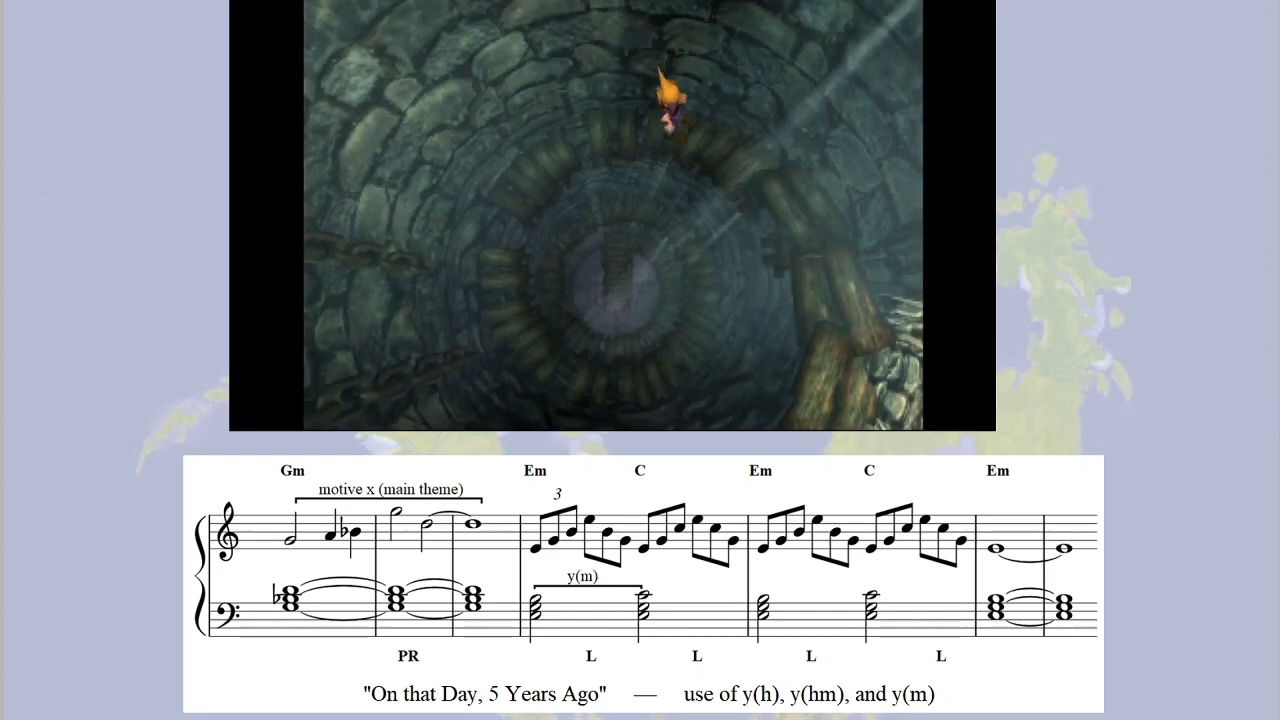 Gm Em C Em C Em
motive x (main theme)
3
y(m)
PR L L L L
"On that Day, 5 Years Ago" — use of y(h), y(hm), and y(m)